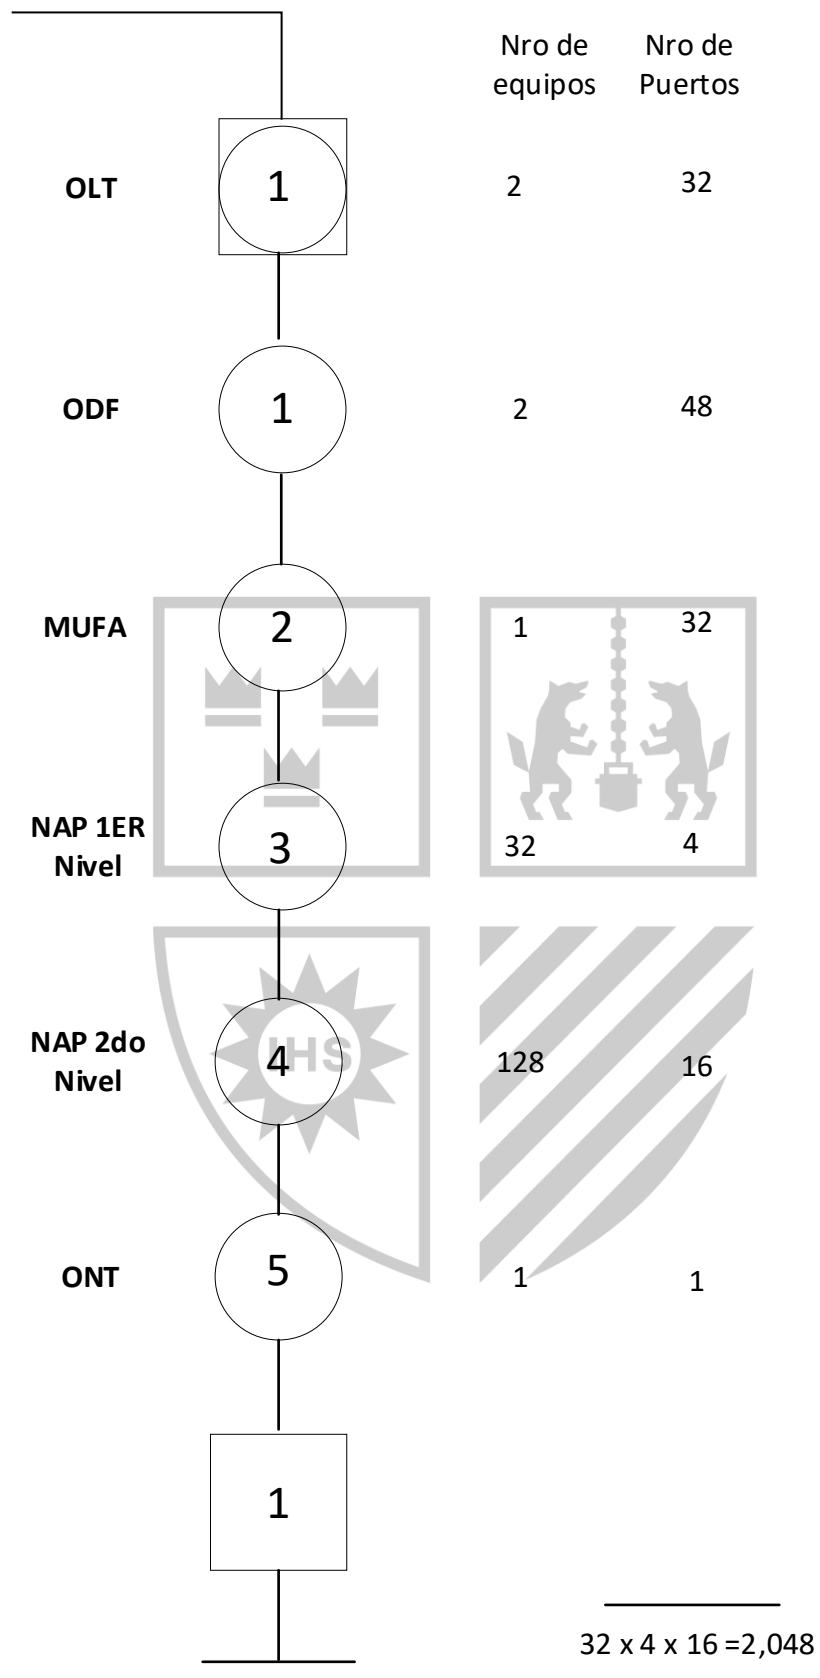 Nro de Nro de
equipos Puertos
OLT 1 2 32
ODF 1 2 48
MUFA 2 1 32
NAP 1ER
Nivel
3 32 4
NAP 2do
Nivel
4 128 16
IHS
ONT 5 1 1
1
32 x 4 x 16 =2,048